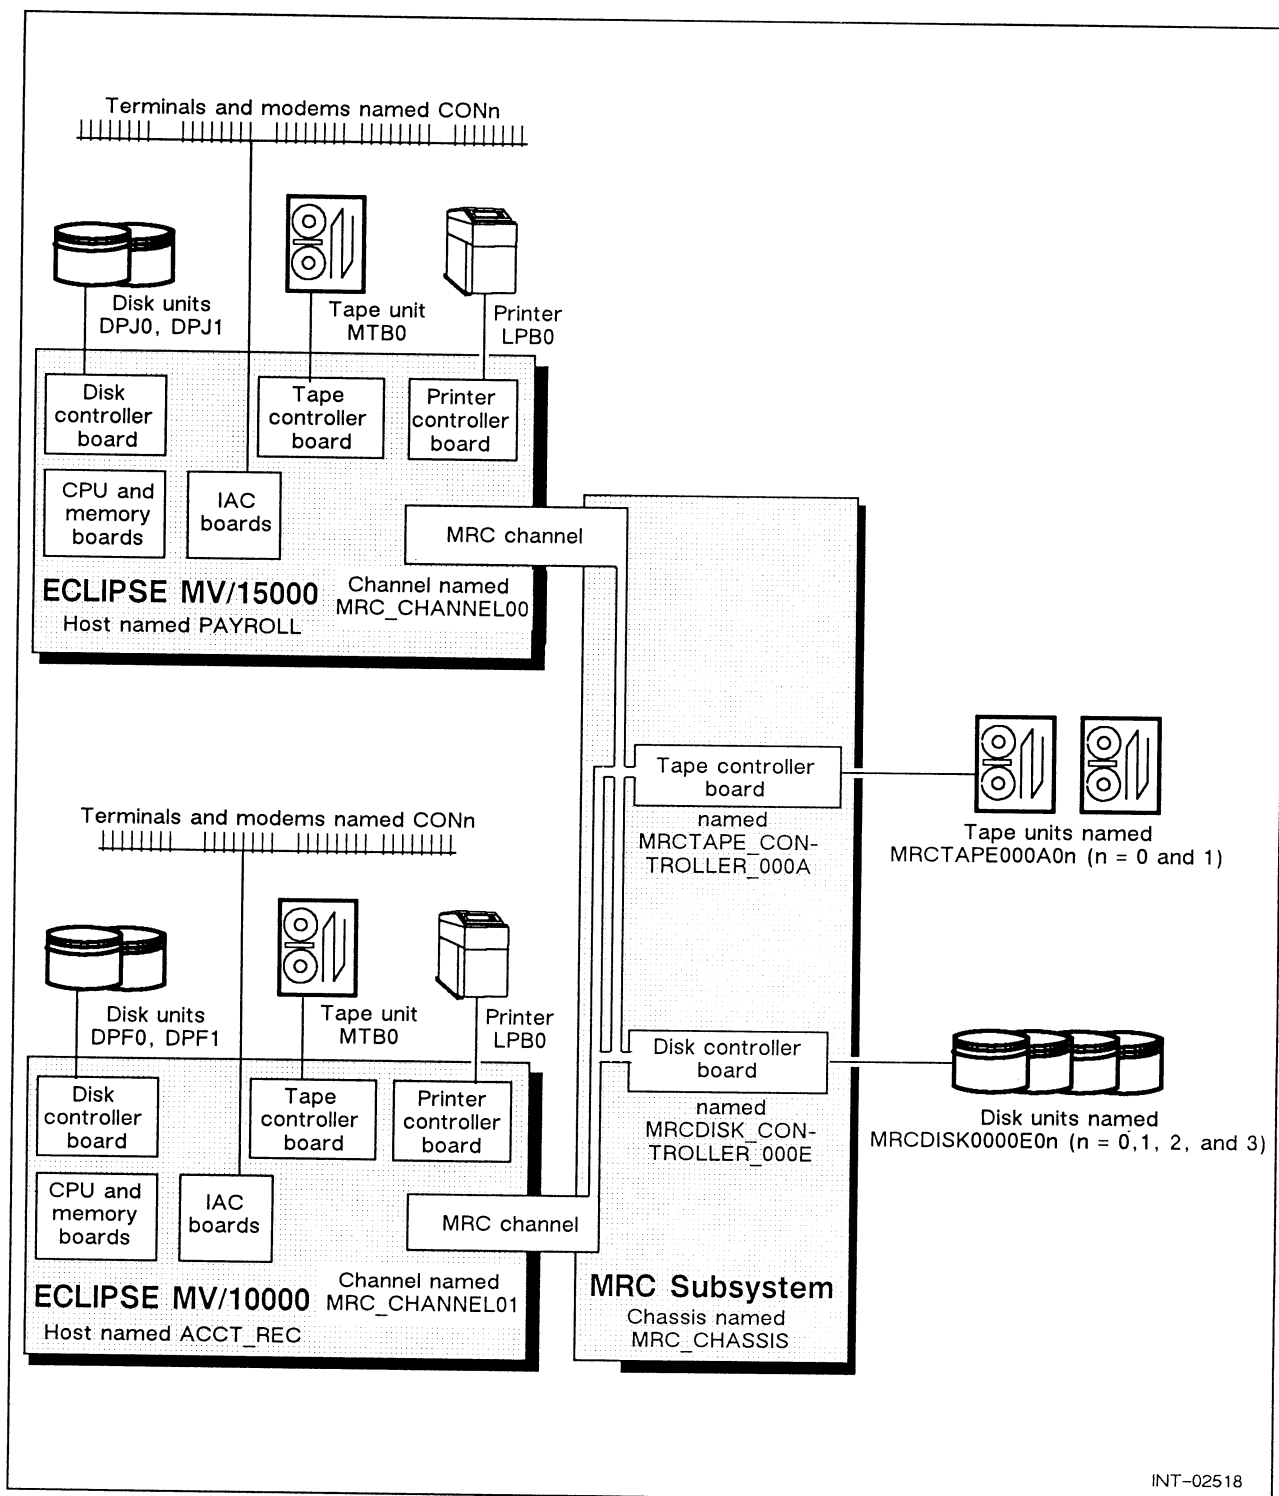 Terminals and modems named CONn
Disk units
DPJ0, DPJ1
Tape unit
MTB0
Printer
LPB0
Disk
controller
board
Tape
controller
board
Printer
controller
board
CPU and
memory
boards
IAC
boards
MRC channel
ECLIPSE MV/15000
Host named PAYROLL
Channel named
MRC_CHANNEL00
Tape controller
board
named
MRCTAPE_CON-
TROLLER_000A
Tape units named
MRCTAPE000A0n (n = 0 and 1)
Terminals and modems named CONn
Disk units
DPF0, DPF1
Tape unit
MTB0
Printer
LPB0
Disk controller
board
named
MRCDISK_CON-
TROLLER_000E
Disk units named
MRCDISK0000E0n (n = 0,1, 2, and 3)
Disk
controller
board
Tape
controller
board
Printer
controller
board
CPU and
memory
boards
IAC
boards
MRC channel
ECLIPSE MV/10000
Host named ACCT_REC
Channel named
MRC_CHANNEL01
MRC Subsystem
Chassis named
MRC_CHASSIS
INT-02518